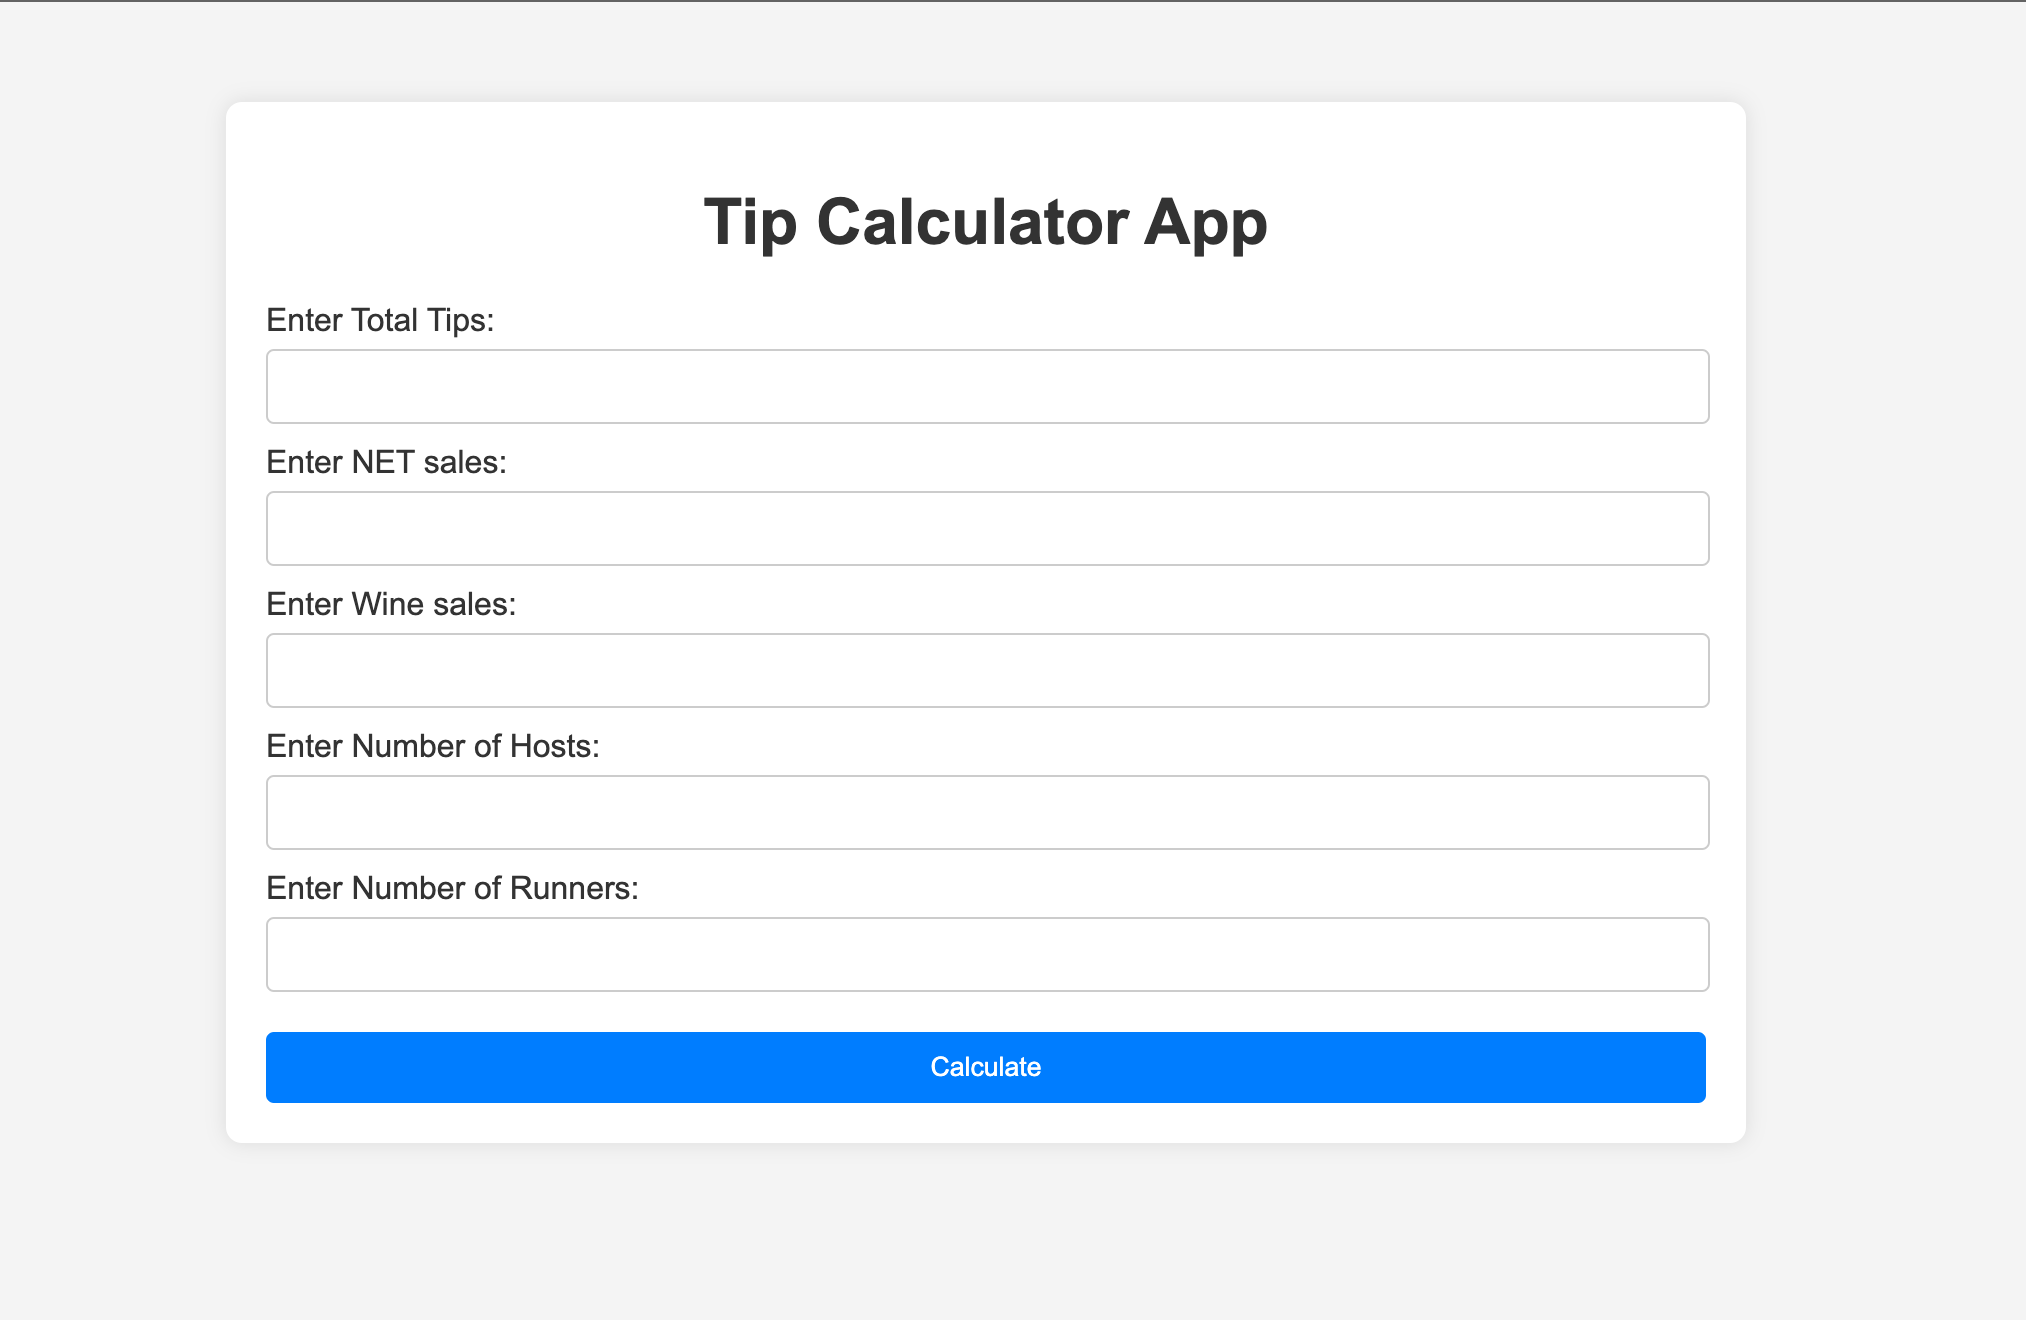 Tip Calculator App
Enter Total Tips:
Enter NET sales:
Enter Wine sales:
Enter Number of Hosts:
Enter Number of Runners:
Calculate